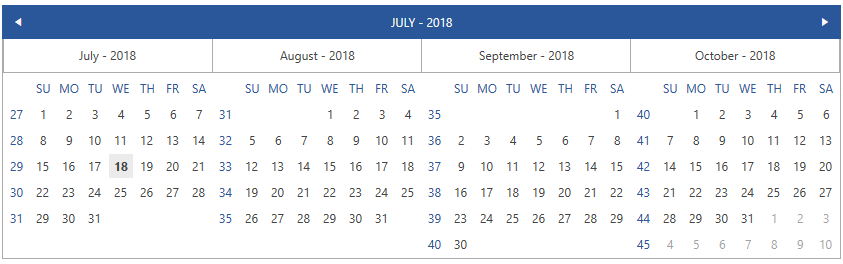 JULY - 2018
July - 2018 August - 2018 September - 2018 October - 2018
SU MO TU WE TH FR SA SU MO TU WE TH FR SA SU MO TU WE TH FR SA SU MO TU WE TH FR SA
27 1 2 3 4 5 6 7 31 1 2 3 4 35 1 40 1 2 3 4 5 6
28 8 9 10 11 12 13 14 32 5 6 7 8 9 10 11 36 2 3 4 5 6 7 8 41 7 8 9 10 11 12 13
29 15 16 17 18 19 20 21 33 12 13 14 15 16 17 18 37 9 10 11 12 13 14 15 42 14 15 16 17 18 19 20
30 22 23 24 25 26 27 28 34 19 20 21 22 23 24 25 38 16 17 18 19 20 21 22 43 21 22 23 24 25 26 27
31 29 30 31 35 26 27 28 29 30 31 39 23 24 25 26 27 28 29 44 28 29 30 31 1 2 3
40 30 45 4 5 6 7 8 9 10